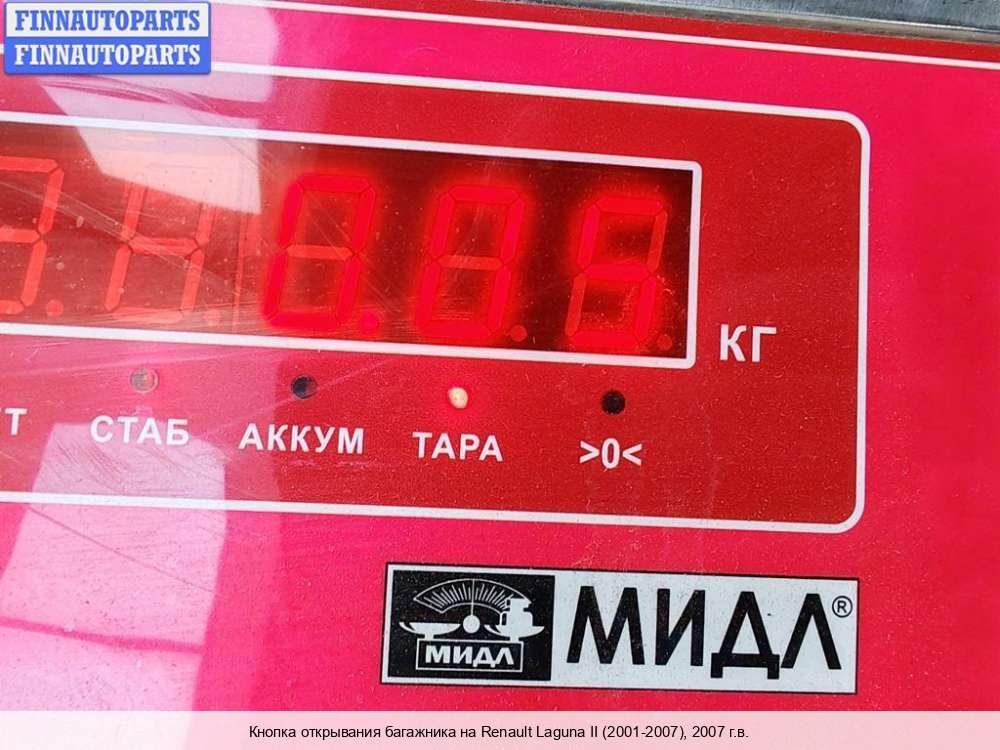 FINNAUTOPARTS
FINNAUTOPARTS
0.05
КГ
СТАБ
АККУМ
ТАРА
>0<
МИДЛ
МИДЛ®
Кнопка открывания багажника на Renault Laguna II (2001-2007), 2007 г.в.